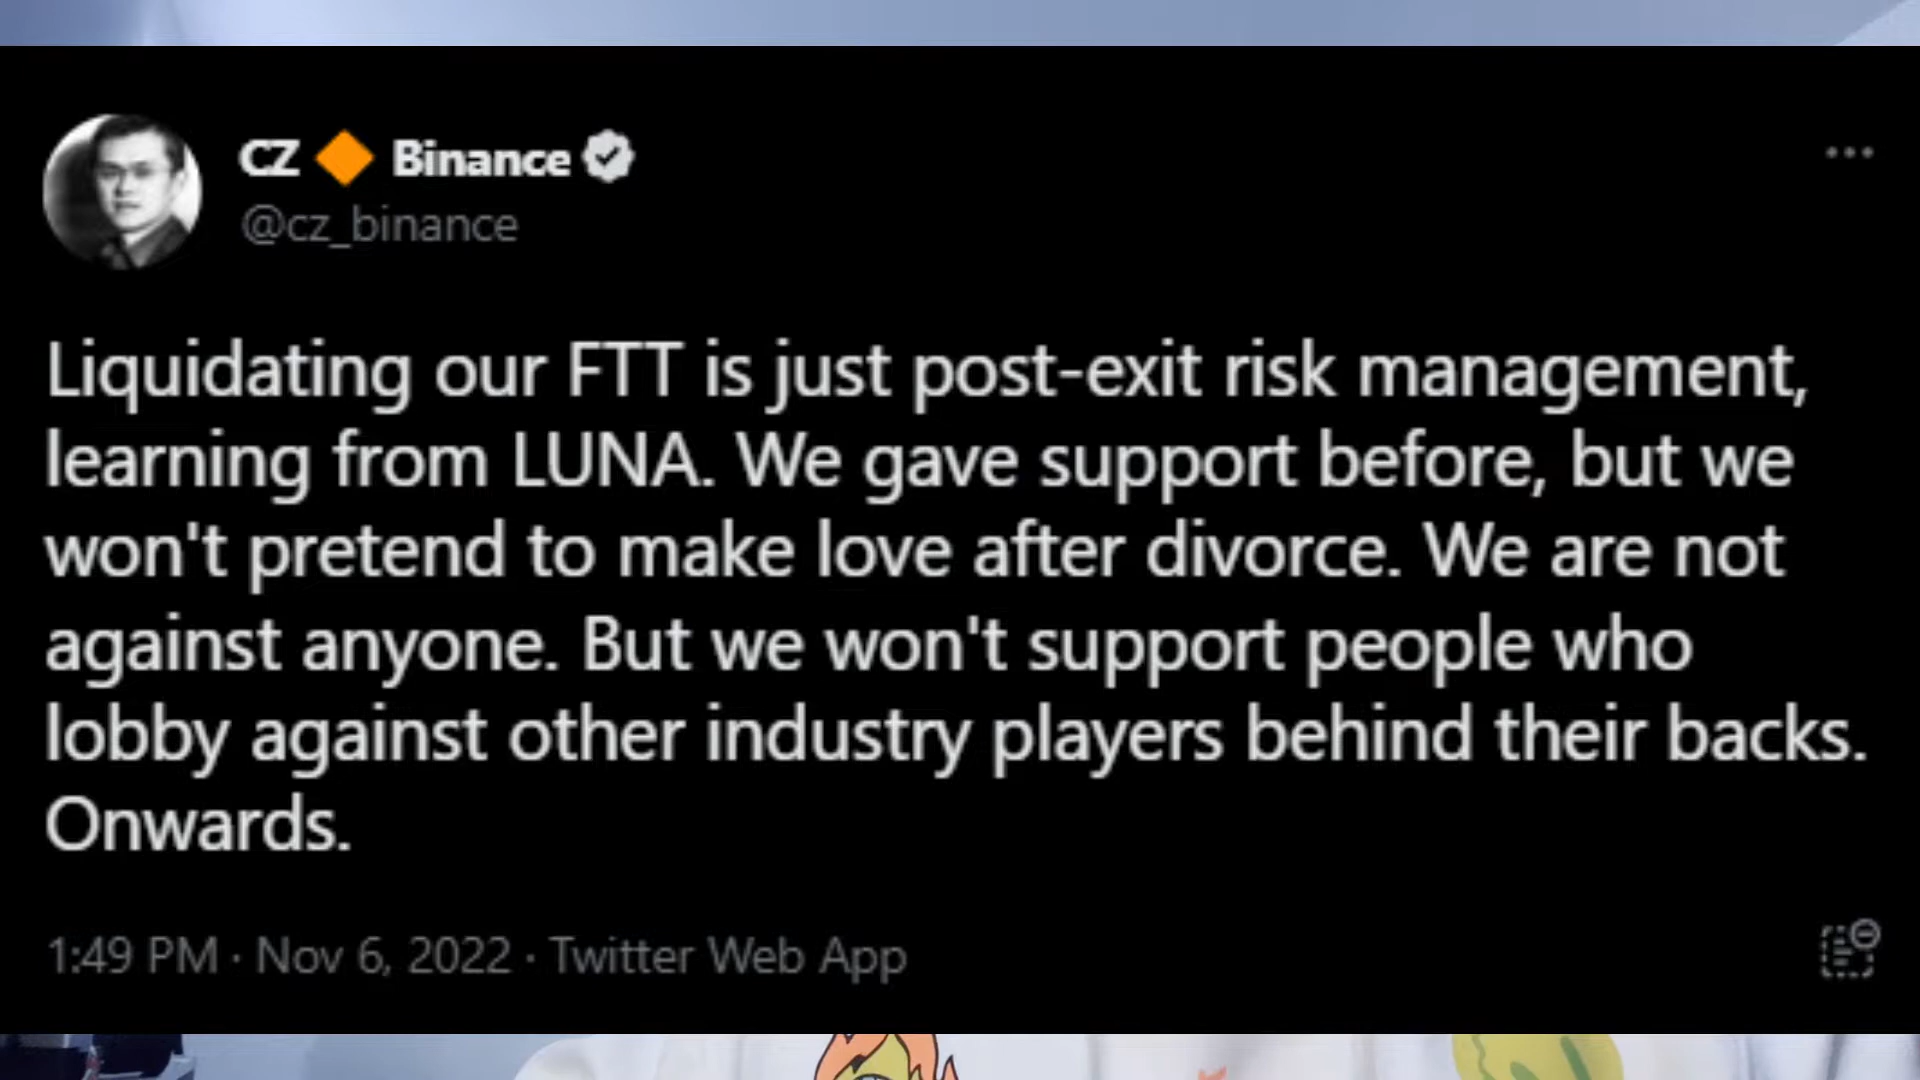 CZ 🔶 Binance
@cz_binance
Liquidating our FTT is just post-exit risk management,
learning from LUNA. We gave support before, but we
won't pretend to make love after divorce. We are not
against anyone. But we won't support people who
lobby against other industry players behind their backs.
Onwards.
1:49 PM · Nov 6, 2022 · Twitter Web App